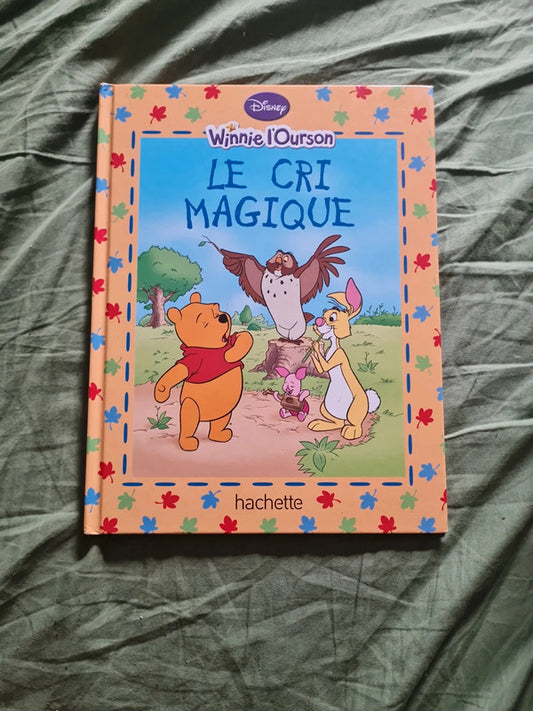 Disney
Winnie l'Ourson
LE CRI
MAGIQUE
hachette